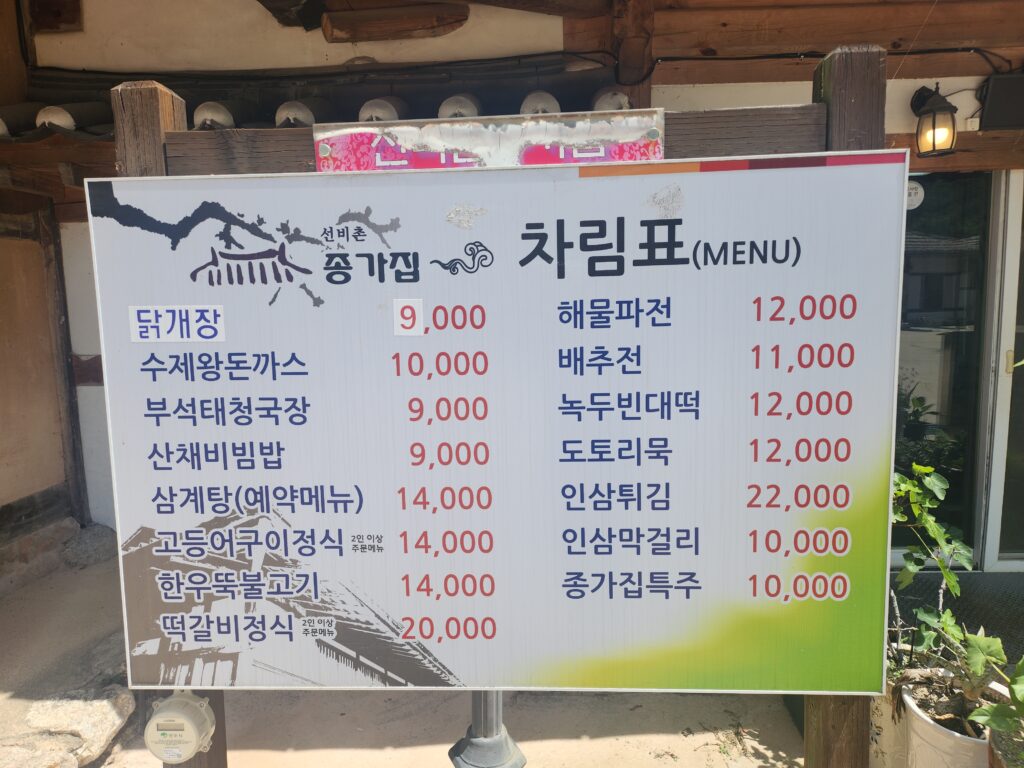 선비촌
종가집
차림표(MENU)
닭개장 9,000
수제왕돈까스 10,000
부석태청국장 9,000
산채비빔밥 9,000
삼계탕(예약메뉴) 14,000
고등어구이정식 2인 이상 주문메뉴 14,000
한우뚝불고기 14,000
떡갈비정식 2인 이상 주문메뉴 20,000
해물파전 12,000
배추전 11,000
녹두빈대떡 12,000
도토리묵 12,000
인삼튀김 22,000
인삼막걸리 10,000
종가집특주 10,000